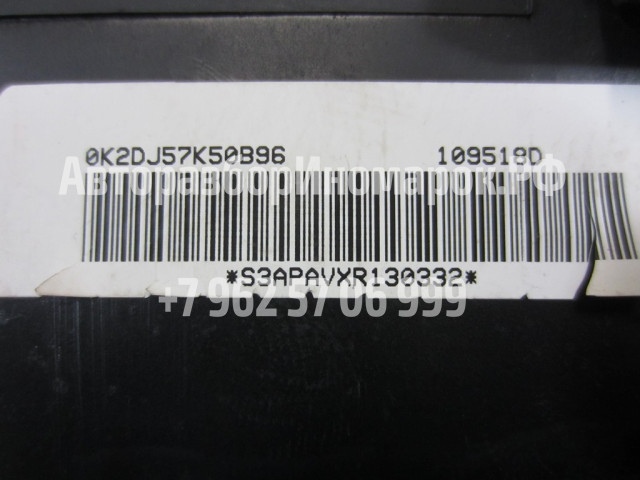 0K2DJ57K50B96 109518D
АвторазборИномарок.РФ
*S3APAVXR130332*
+7 962 57 06 999